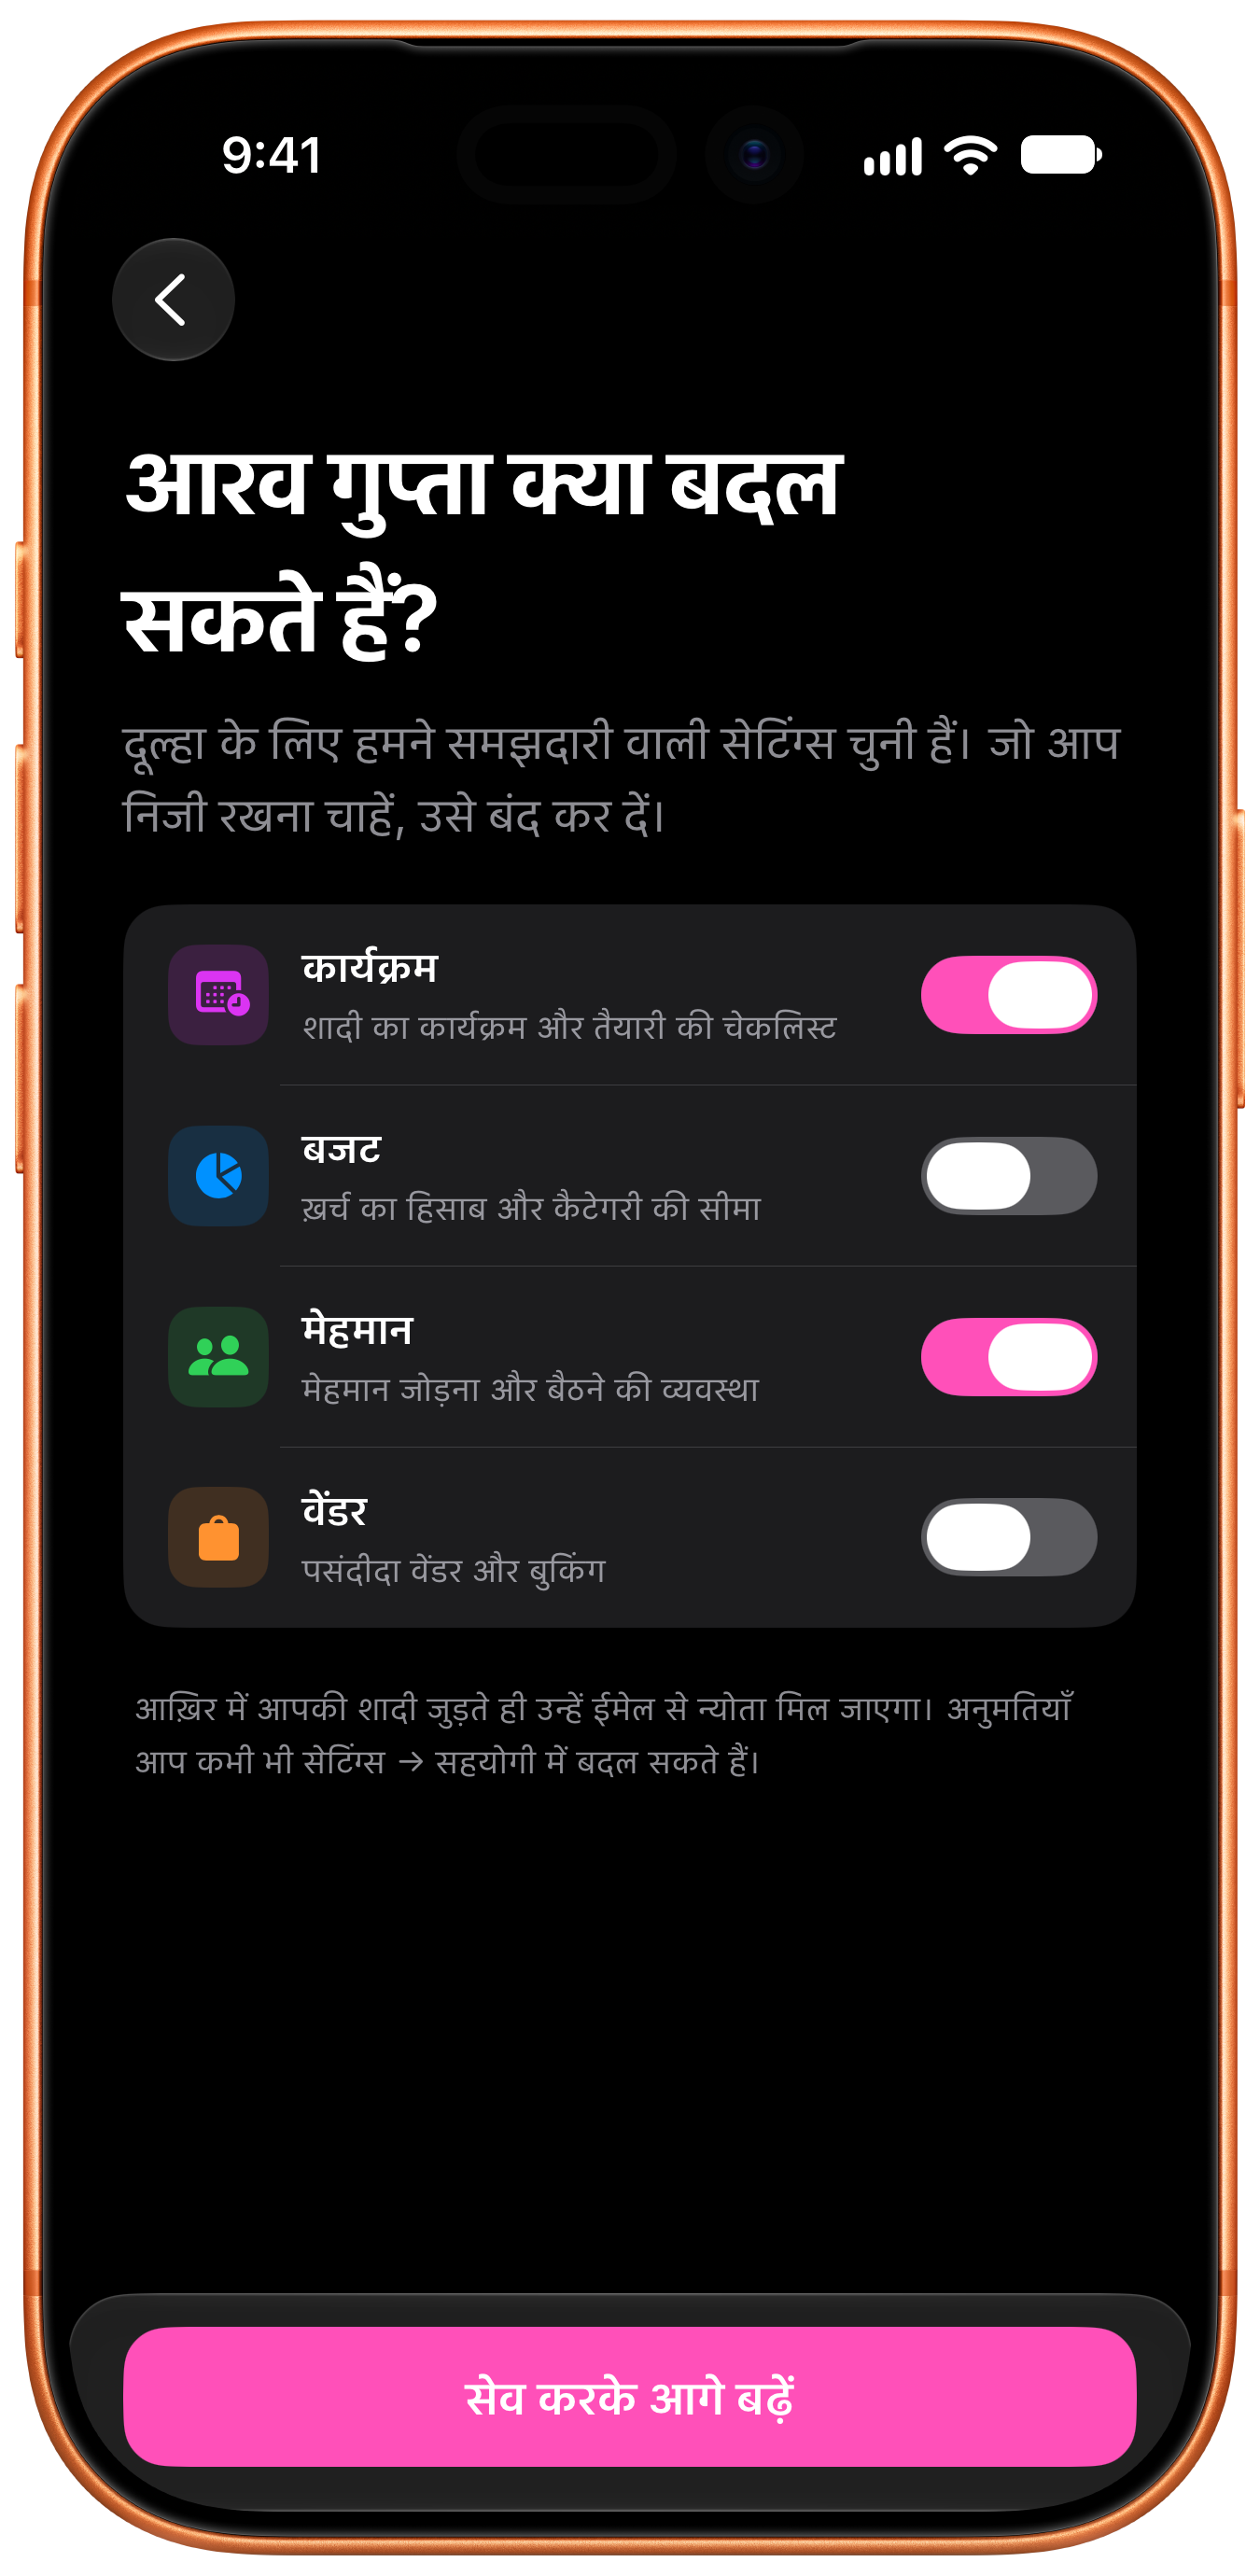 9:41
आरव गुप्ता क्या बदल
सकते हैं?
दूल्हा के लिए हमने समझदारी वाली सेटिंग्स चुनी हैं। जो आप
निजी रखना चाहें, उसे बंद कर दें।
कार्यक्रम
शादी का कार्यक्रम और तैयारी की चेकलिस्ट
बजट
ख़र्च का हिसाब और कैटेगरी की सीमा
मेहमान
मेहमान जोड़ना और बैठने की व्यवस्था
वेंडर
पसंदीदा वेंडर और बुकिंग
आख़िर में आपकी शादी जुड़ते ही उन्हें ईमेल से न्योता मिल जाएगा। अनुमतियाँ
आप कभी भी सेटिंग्स → सहयोगी में बदल सकते हैं।
सेव करके आगे बढ़ें